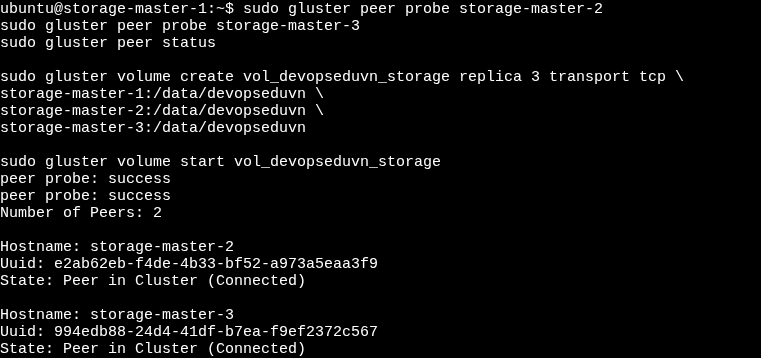 ubuntu@storage-master-1:~$ sudo gluster peer probe storage-master-2
sudo gluster peer probe storage-master-3
sudo gluster peer status
sudo gluster volume create vol_devopseduvn_storage replica 3 transport tcp \
storage-master-1:/data/devopseduvn \
storage-master-2:/data/devopseduvn \
storage-master-3:/data/devopseduvn
sudo gluster volume start vol_devopseduvn_storage
peer probe: success
peer probe: success
Number of Peers: 2
Hostname: storage-master-2
Uuid: e2ab62eb-f4de-4b33-bf52-a973a5eaa3f9
State: Peer in Cluster (Connected)
Hostname: storage-master-3
Uuid: 994edb88-24d4-41df-b7ea-f9ef2372c567
State: Peer in Cluster (Connected)